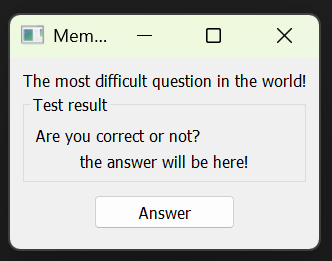 Mem...
The most difficult question in the world!
Test result
Are you correct or not?
the answer will be here!
Answer